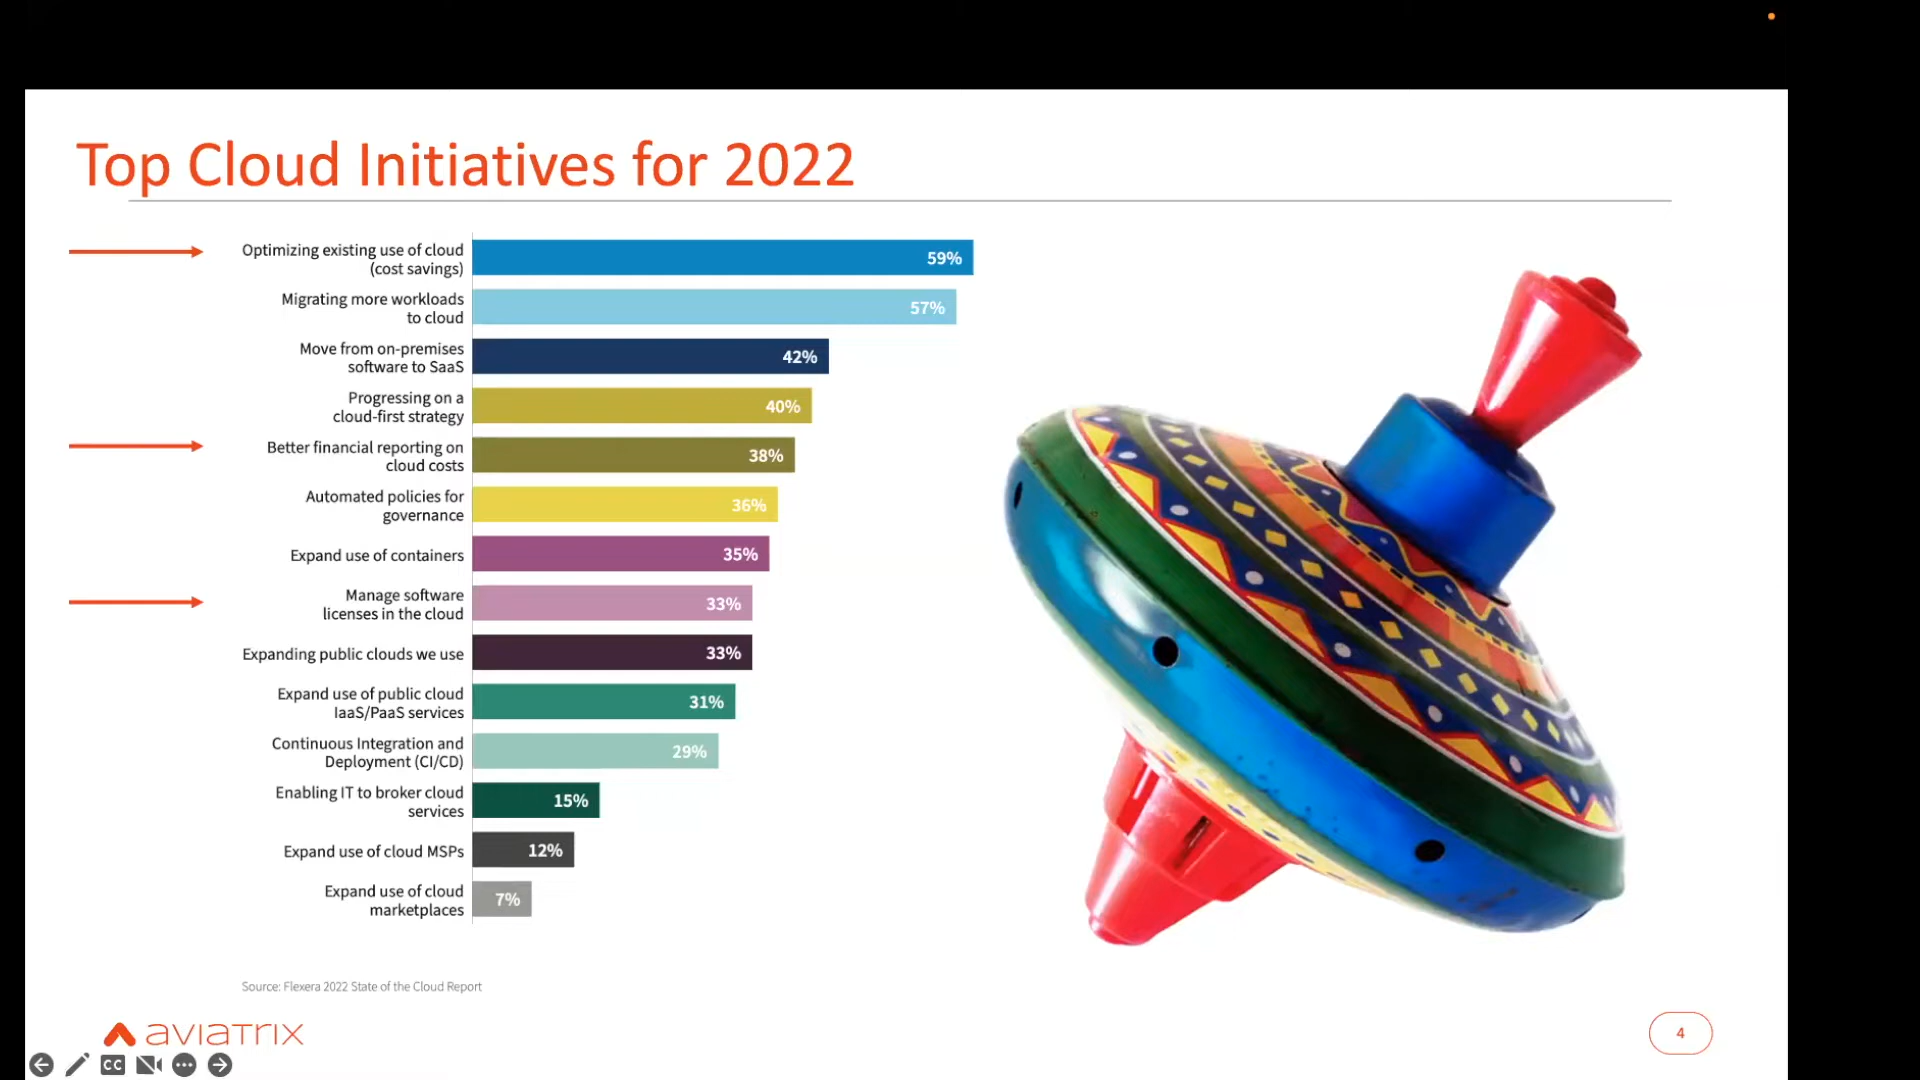 Top Cloud Initiatives for 2022
Optimizing existing use of cloud
(cost savings)
59%
Migrating more workloads
to cloud
57%
Move from on-premises
software to SaaS
42%
Progressing on a
cloud-first strategy
40%
Better financial reporting on
cloud costs
38%
Automated policies for
governance
36%
Expand use of containers
35%
Manage software
licenses in the cloud
33%
Expanding public clouds we use
33%
Expand use of public cloud
IaaS/PaaS services
31%
Continuous Integration and
Deployment (CI/CD)
29%
Enabling IT to broker cloud
services
15%
Expand use of cloud MSPs
12%
Expand use of cloud
marketplaces
7%
Source: Flexera 2022 State of the Cloud Report
aviatrix
4
CC